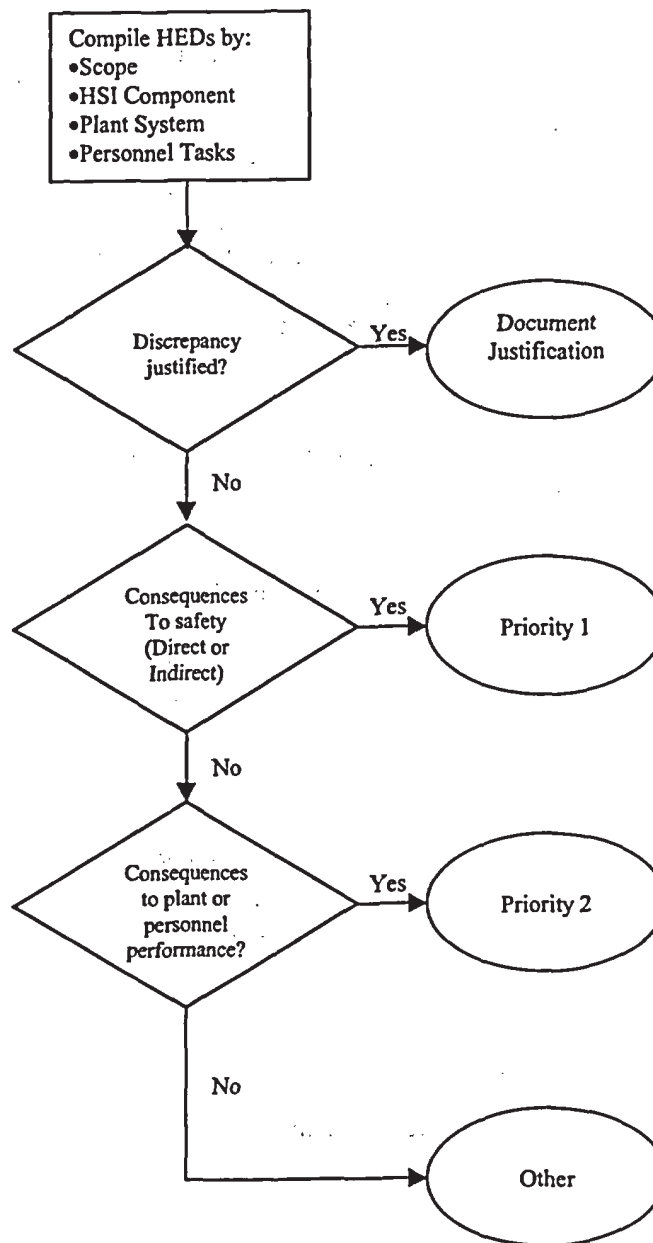 Compile HEDs by:
•Scope
•HSI Component
•Plant System
•Personnel Tasks
Discrepancy
justified?
Yes
Document
Justification
No
Consequences
To safety
(Direct or
Indirect)
Yes
Priority 1
No
Consequences
to plant or
personnel
performance?
Yes
Priority 2
No
Other